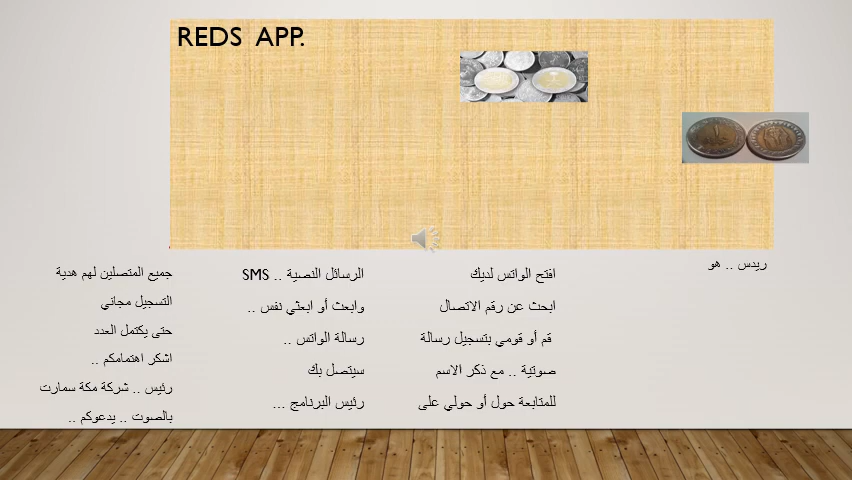 REDS APP.
ريدس .. هو
افتح الواتس لديك
ابحث عن رقم الاتصال
قم أو قومي بتسجيل رسالة
صوتية .. مع ذكر الاسم
للمتابعة حول أو حولي على
الرسائل النصية .. SMS
وابعث أو ابعثي نفس ..
رسالة الواتس ..
سيتصل بك
رئيس البرنامج ...
جميع المتصلين لهم هدية
التسجيل مجاني
حتى يكتمل العدد
اشكر اهتمامكم ..
رئيس .. شركة مكة سمارت
بالصوت .. يدعوكم ..